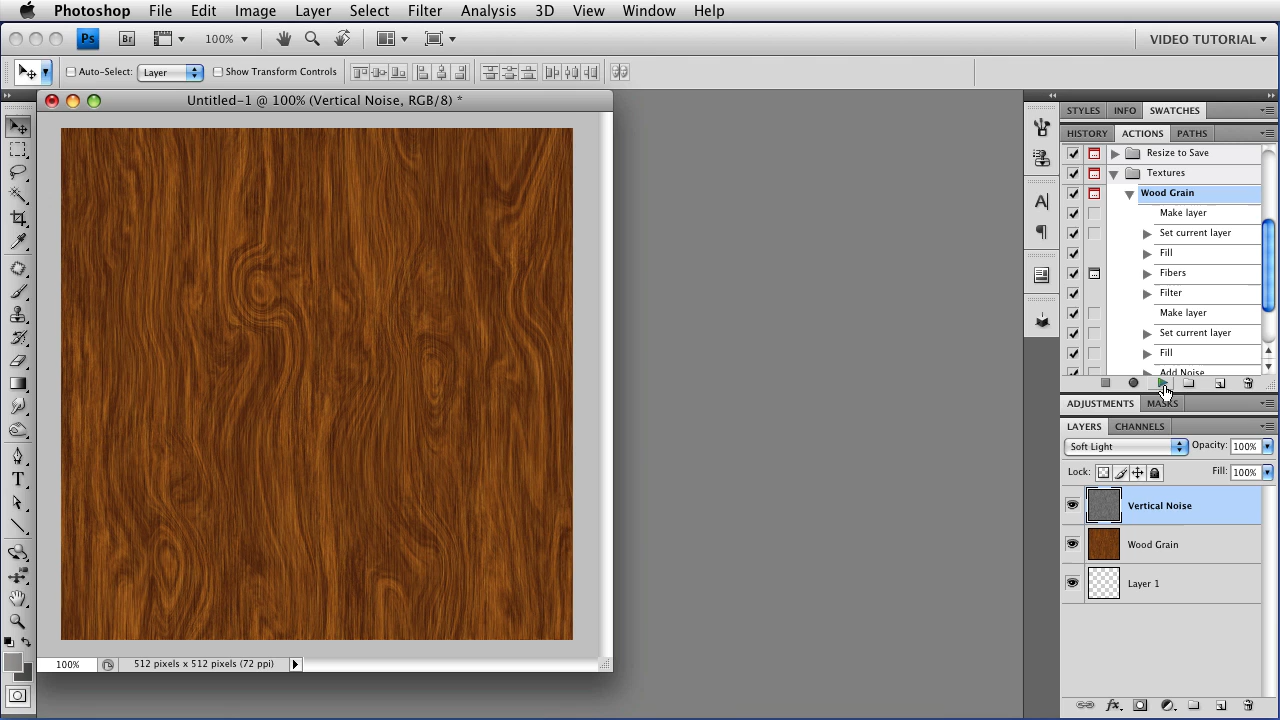 Photoshop File Edit Image Layer Select Filter Analysis 3D View Window Help
Ps Br 100% VIDEO TUTORIAL
Auto-Select: Layer Show Transform Controls
Untitled-1 @ 100% (Vertical Noise, RGB/8) *
STYLES INFO SWATCHES
HISTORY ACTIONS PATHS
Resize to Save
Textures
Wood Grain
Make layer
Set current layer
Fill
Fibers
Filter
Make layer
Set current layer
Fill
Add Noise
ADJUSTMENTS MASKS
LAYERS CHANNELS
Soft Light Opacity: 100%
Lock: Fill: 100%
Vertical Noise
Wood Grain
Layer 1
100% 512 pixels x 512 pixels (72 ppi)
fx